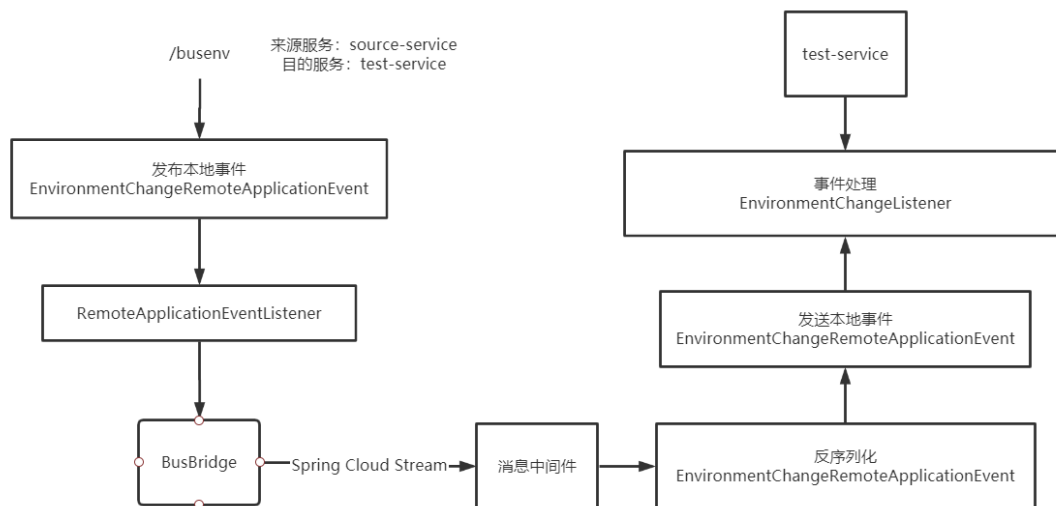 /busenv
来源服务：source-service
目的服务：test-service
发布本地事件
EnvironmentChangeRemoteApplicationEvent
RemoteApplicationEventListener
BusBridge
Spring Cloud Stream
消息中间件
反序列化
EnvironmentChangeRemoteApplicationEvent
发送本地事件
EnvironmentChangeRemoteApplicationEvent
事件处理
EnvironmentChangeListener
test-service